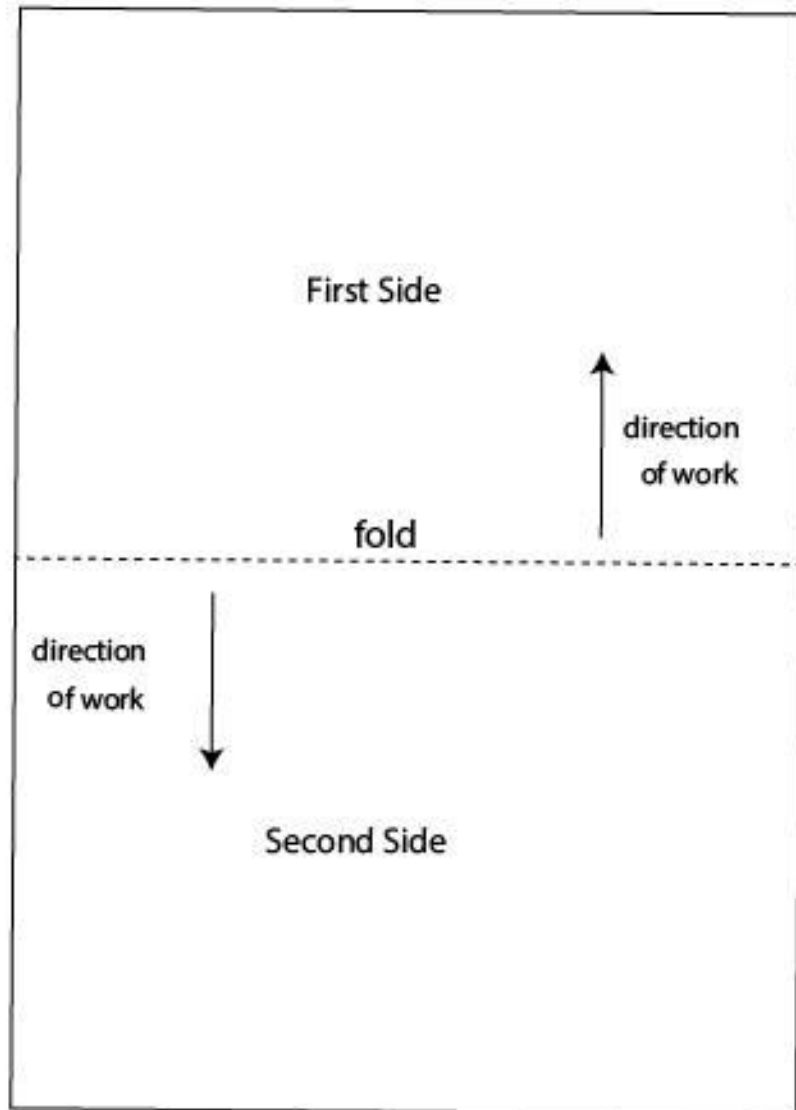 First Side
direction
of work
fold
direction
of work
Second Side